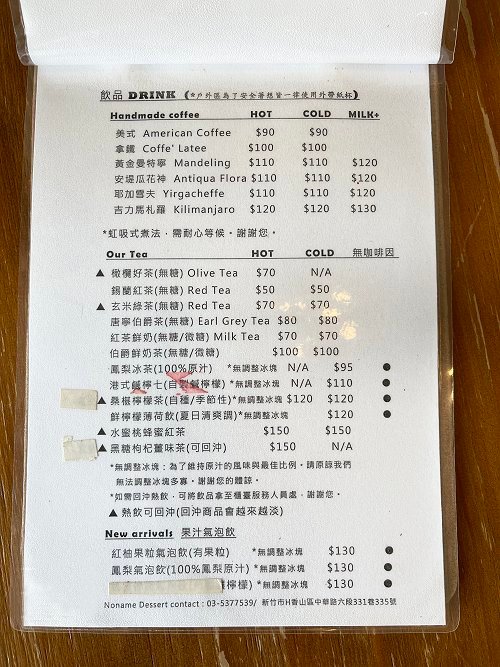 飲品 DRINK (*戶外區為了安全著想皆一律使用外帶紙杯)
Handmade coffee HOT COLD MILK+
美式 American Coffee $90 $90
拿鐵 Coffe' Latee $100 $100
黃金曼特寧 Mandeling $110 $110 $120
安堤瓜花神 Antiqua Flora $110 $110 $120
耶加雪夫 Yirgacheffe $110 $110 $120
吉力馬札羅 Kilimanjaro $120 $120 $130
*虹吸式煮法，需耐心等候。謝謝您。
Our Tea HOT COLD 無咖啡因
▲ 橄欖好茶(無糖) Olive Tea $70 N/A
錫蘭紅茶(無糖) Red Tea $50 $50
▲ 玄米綠茶(無糖) Red Tea $70 $70
唐寧伯爵茶(無糖) Earl Grey Tea $80 $80
紅茶鮮奶(無糖/微糖) Milk Tea $70 $70
伯爵鮮奶茶(無糖/微糖) $100 $100
鳳梨冰茶(100%原汁) *無調整冰塊 N/A $95 ●
港式鹹檸七(自製鹹檸檬) *無調整冰塊 N/A $110 ●
▲ 桑椹檸檬茶(自種/季節性)*無調整冰塊 $120 $120 ●
鮮檸檬薄荷飲(夏日清爽調)*無調整冰塊 $120 ●
▲ 水蜜桃蜂蜜紅茶 $150 $150
▲ 黑糖枸杞薑味茶(可回沖) $150 N/A
*無調整冰塊：為了維持原汁的風味與最佳比例。請原諒我們
無法調整冰塊多寡。謝謝您的體諒。
*如需回沖熱飲，可將飲品拿至櫃臺服務人員處，謝謝您。
▲ 熱飲可回沖(回沖商品會越來越淡)
New arrivals 果汁氣泡飲
紅柚果粒氣泡飲(有果粒) *無調整冰塊 $130 ●
鳳梨氣泡飲(100%鳳梨原汁) *無調整冰塊 $130 ●
檸檬) *無調整冰塊 $130 ●
Noname Dessert contact : 03-5377539/ 新竹市H香山區中華路六段331巷335號